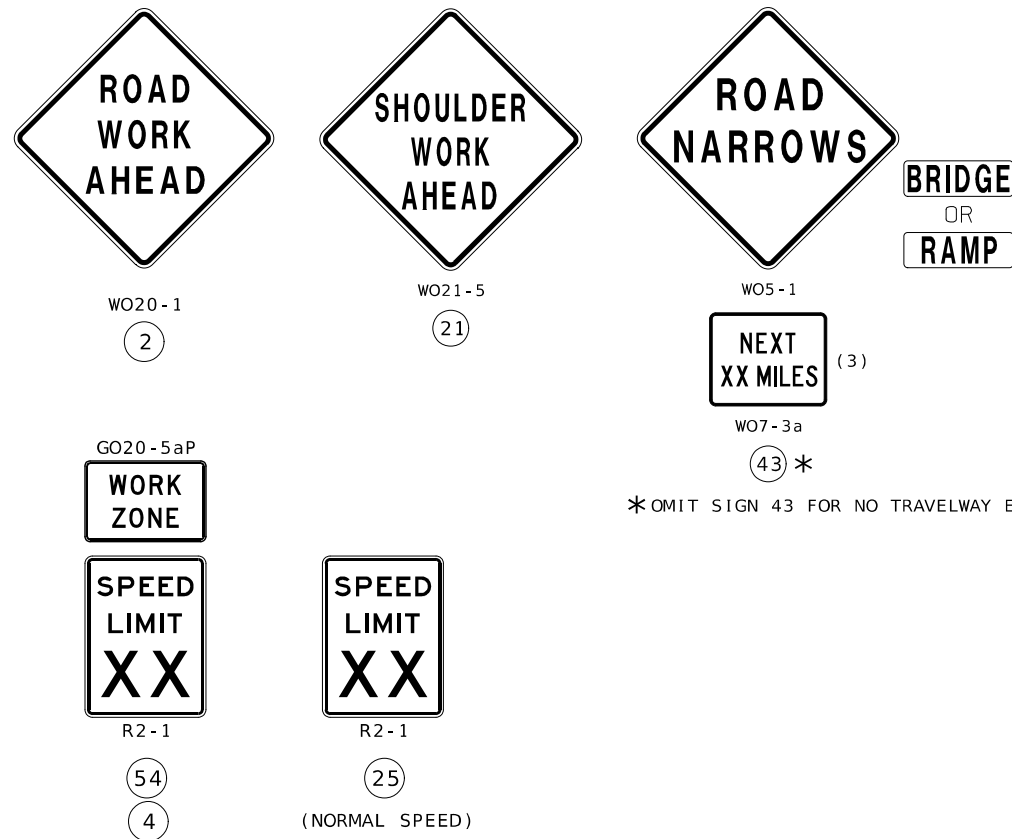 ROAD
WORK
AHEAD
WO20-1
2
SHOULDER
WORK
AHEAD
WO21-5
21
ROAD
NARROWS
BRIDGE
OR
RAMP
WO5-1
NEXT
XX MILES
(3)
WO7-3a
43 *
* OMIT SIGN 43 FOR NO TRAVELWAY
GO20-5aP
WORK
ZONE
SPEED
LIMIT
XX
R2-1
54
4
SPEED
LIMIT
XX
R2-1
25
(NORMAL SPEED)